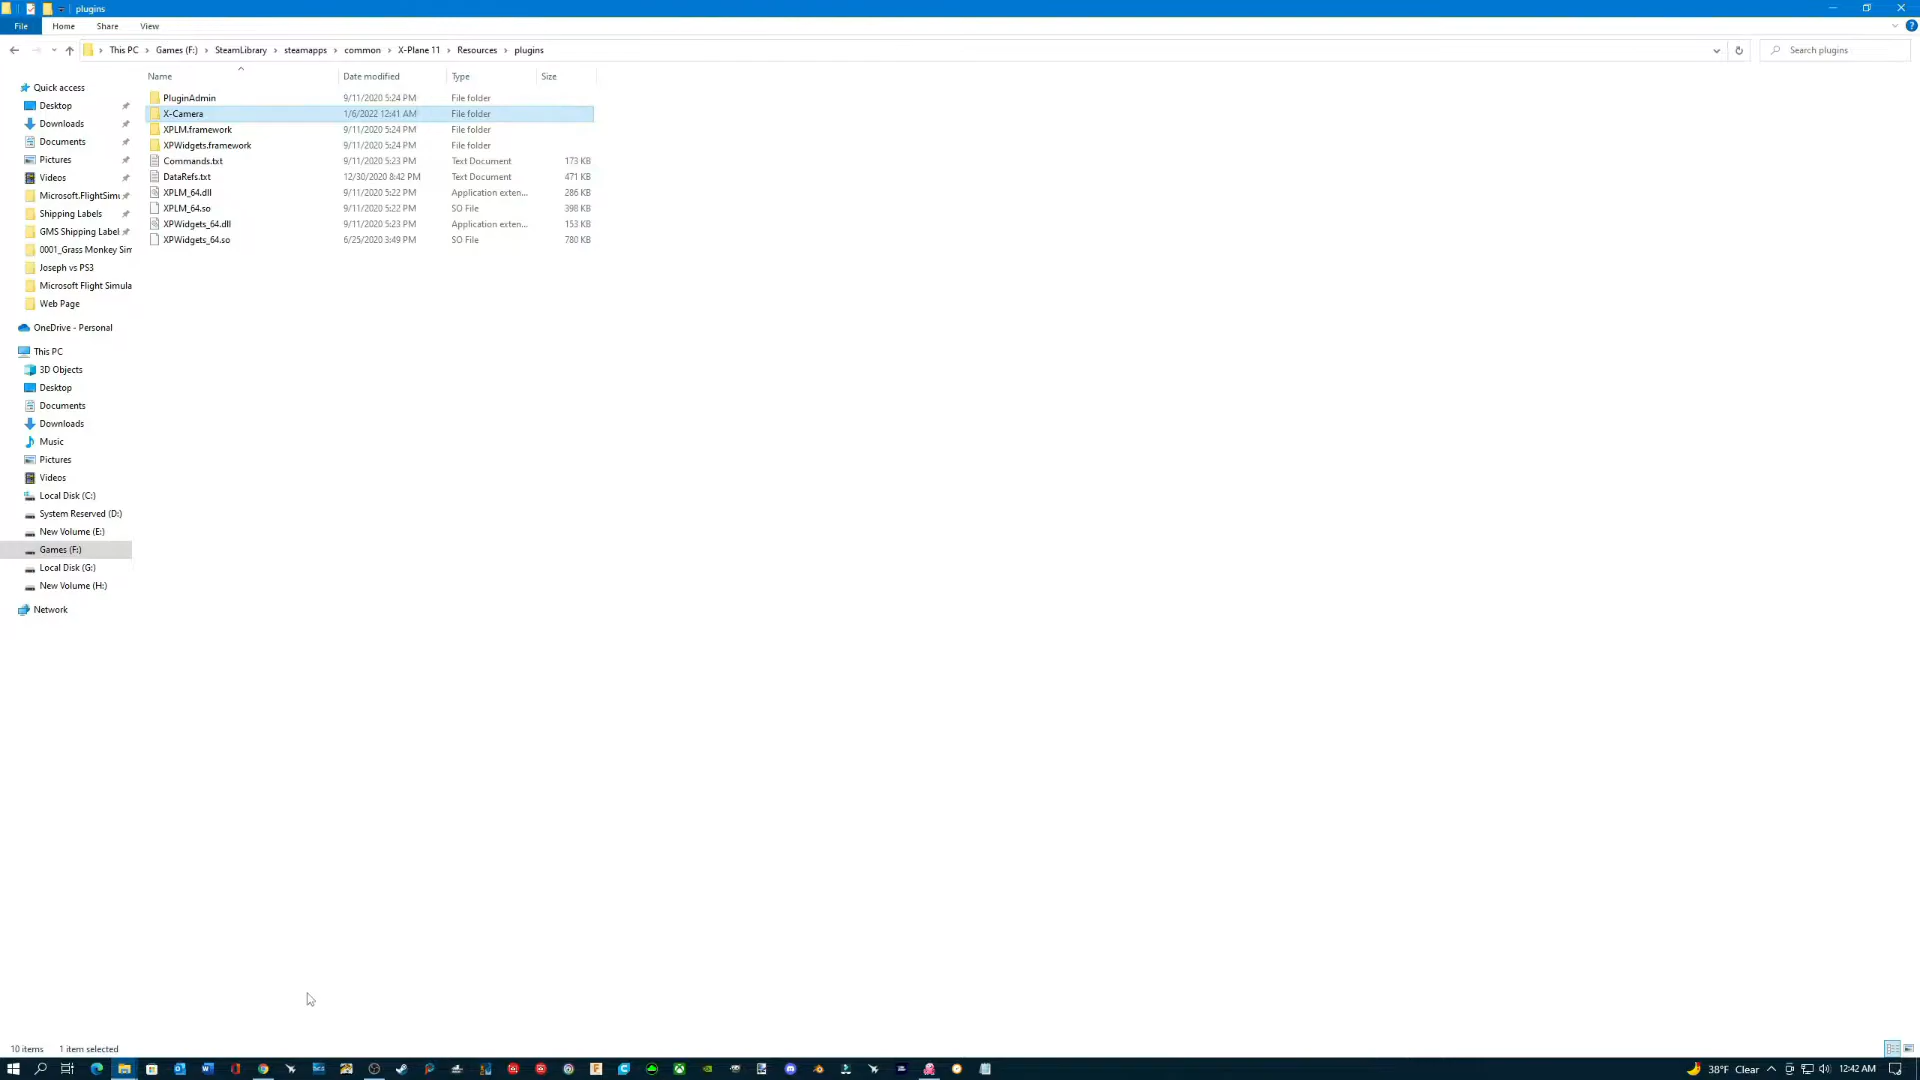 plugins
File Home Share View
This PC Games (F:) SteamLibrary steamapps common X-Plane 11 Resources plugins Search plugins
Name Date modified Type Size
PluginAdmin 9/11/2020 5:24 PM File folder
X-Camera 1/6/2022 12:41 AM File folder
XPLM.framework 9/11/2020 5:24 PM File folder
XPWidgets.framework 9/11/2020 5:24 PM File folder
Commands.txt 9/11/2020 5:23 PM Text Document 173 KB
DataRefs.txt 12/30/2020 8:42 PM Text Document 471 KB
XPLM_64.dll 9/11/2020 5:22 PM Application exten... 286 KB
XPLM_64.so 9/11/2020 5:22 PM SO File 398 KB
XPWidgets_64.dll 9/11/2020 5:23 PM Application exten... 153 KB
XPWidgets_64.so 6/25/2020 3:49 PM SO File 780 KB
Quick access
Desktop
Downloads
Documents
Pictures
Videos
Microsoft.FlightSimu
Shipping Labels
GMS Shipping Label
0001_Grass Monkey Sim
Joseph vs PS3
Microsoft Flight Simula
Web Page
OneDrive - Personal
This PC
3D Objects
Desktop
Documents
Downloads
Music
Pictures
Videos
Local Disk (C:)
System Reserved (D:)
New Volume (E:)
Games (F:)
Local Disk (G:)
New Volume (H:)
Network
10 items 1 item selected
38°F Clear 12:42 AM